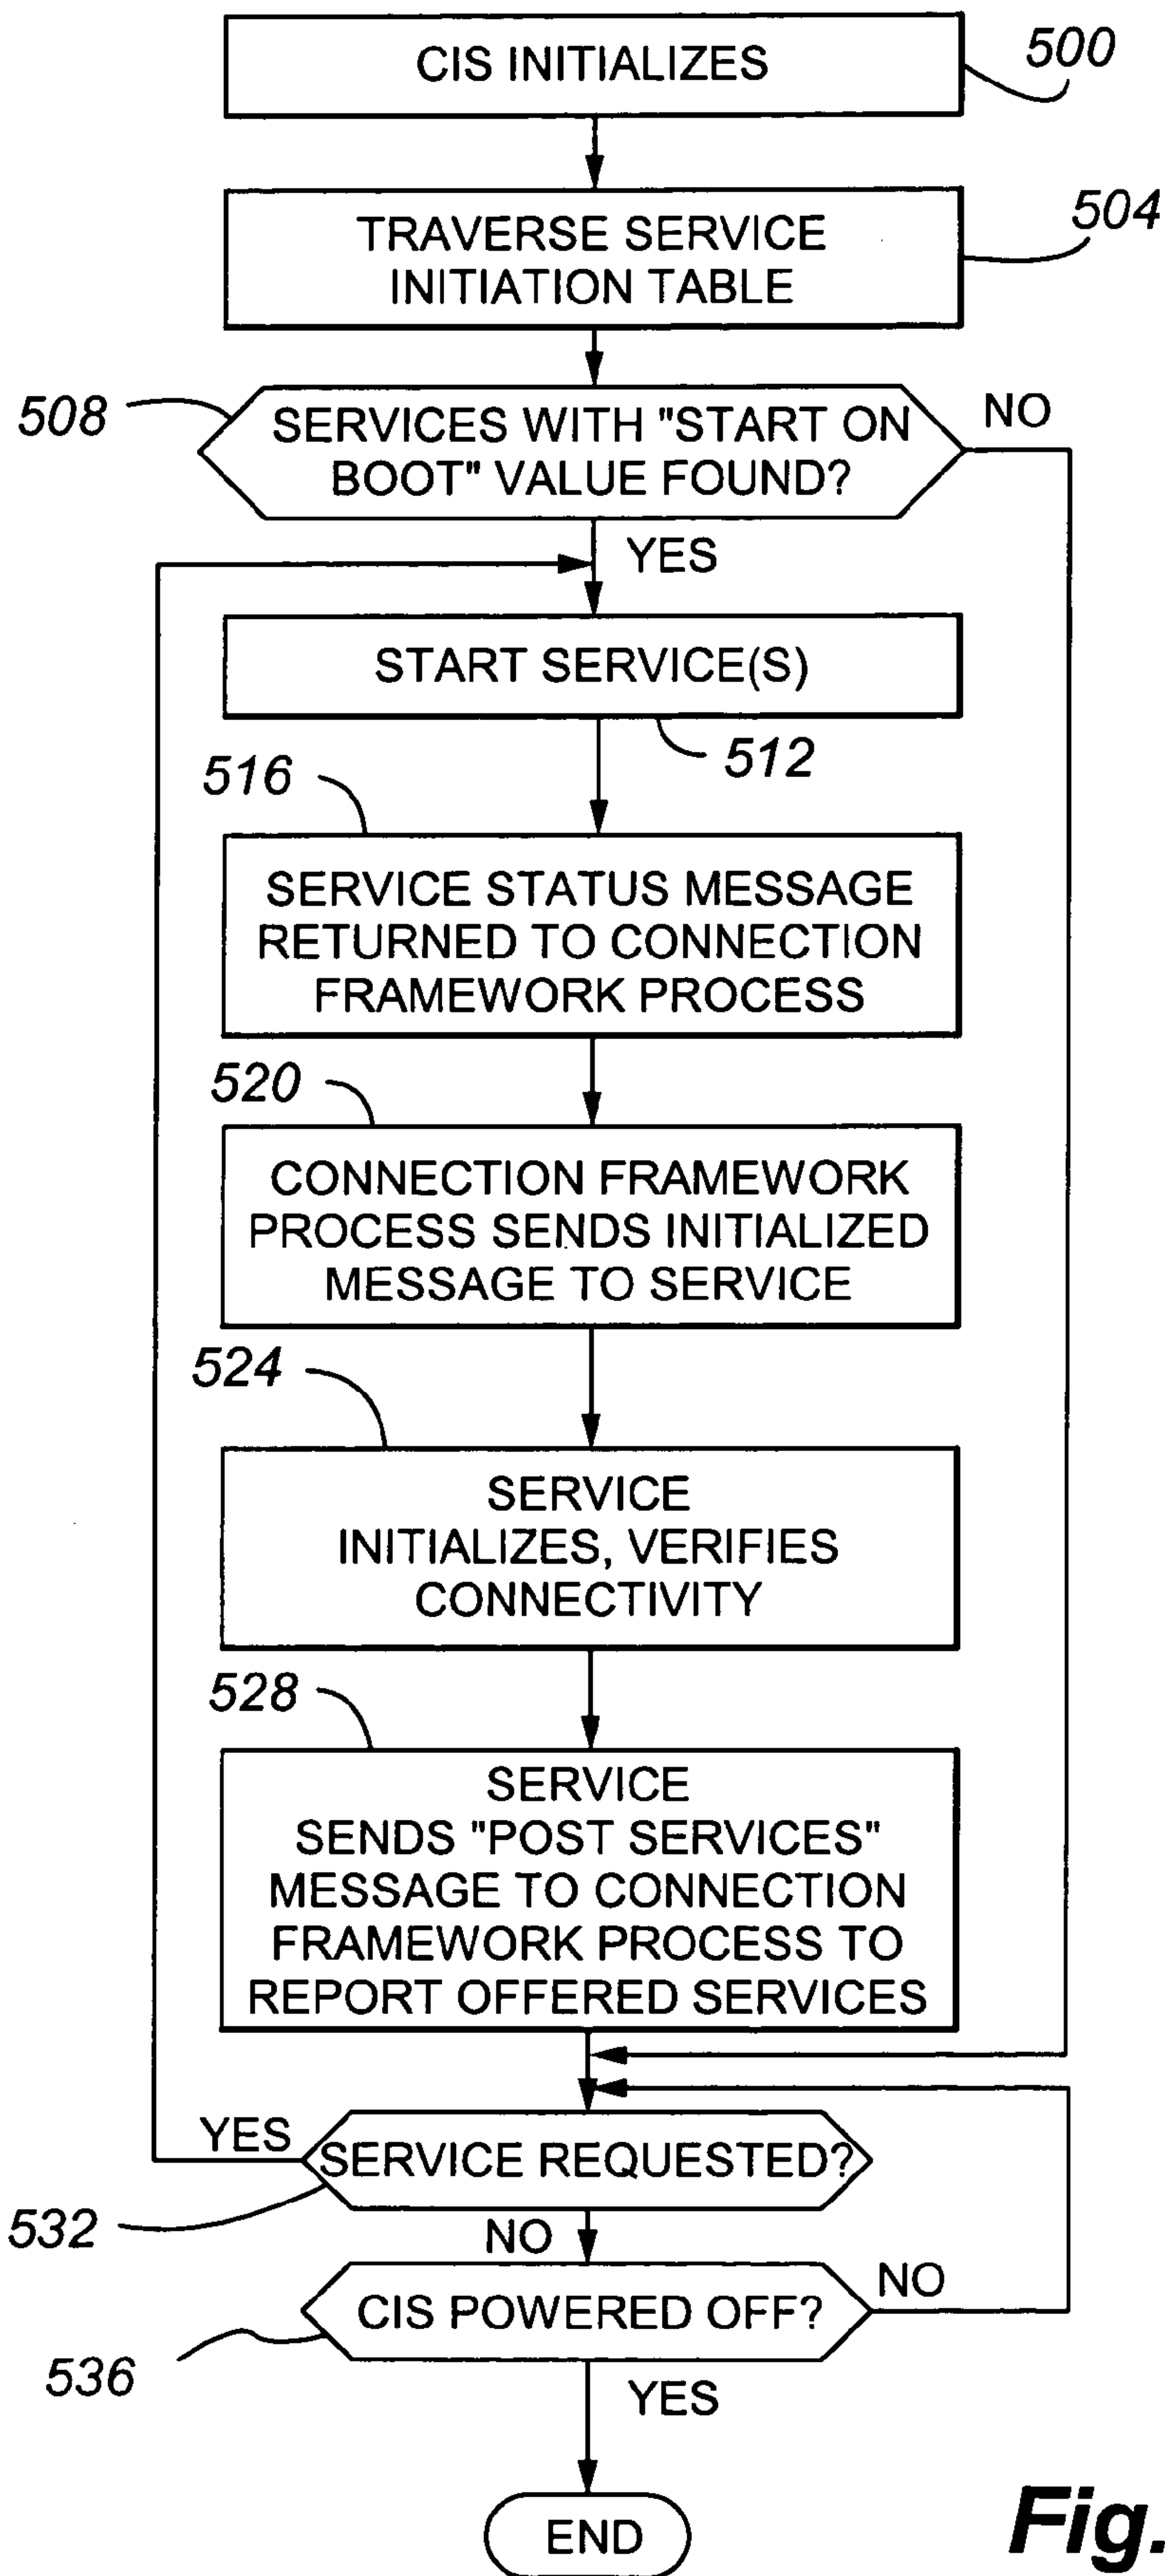 CIS INITIALIZES
500
TRAVERSE SERVICE
INITIATION TABLE
504
508
SERVICES WITH "START ON
BOOT" VALUE FOUND?
NO
YES
START SERVICE(S)
512
516
SERVICE STATUS MESSAGE
RETURNED TO CONNECTION
FRAMEWORK PROCESS
520
CONNECTION FRAMEWORK
PROCESS SENDS INITIALIZED
MESSAGE TO SERVICE
524
SERVICE
INITIALIZES, VERIFIES
CONNECTIVITY
528
SERVICE
SENDS "POST SERVICES"
MESSAGE TO CONNECTION
FRAMEWORK PROCESS TO
REPORT OFFERED SERVICES
YES
SERVICE REQUESTED?
532
NO
CIS POWERED OFF?
NO
536
YES
END
Fig.